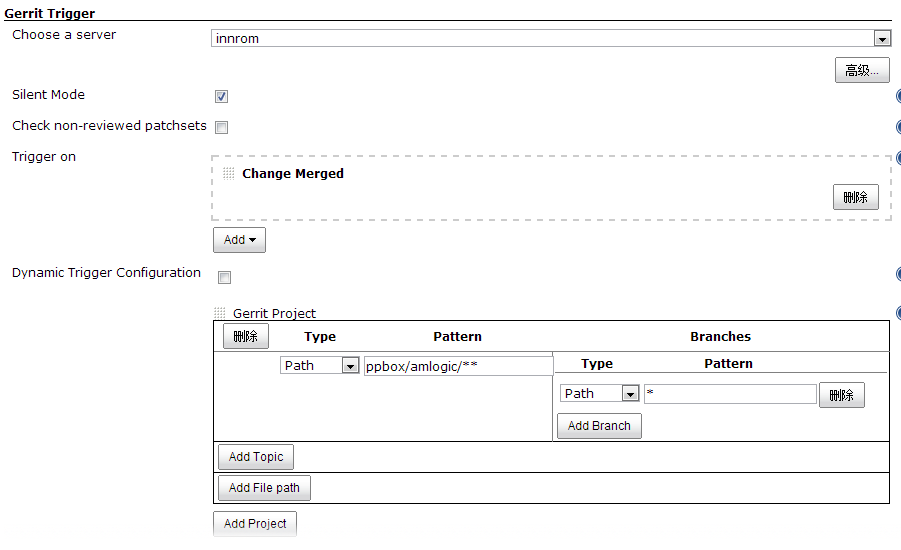 Gerrit Trigger
Choose a server
innrom
高级...
Silent Mode
Check non-reviewed patchsets
Trigger on
Change Merged
删除
Add
Dynamic Trigger Configuration
Gerrit Project
删除 Type Pattern Branches
Type Pattern
Path ppbox/amlogic/**
Path * 删除
Add Branch
Add Topic
Add File path
Add Project